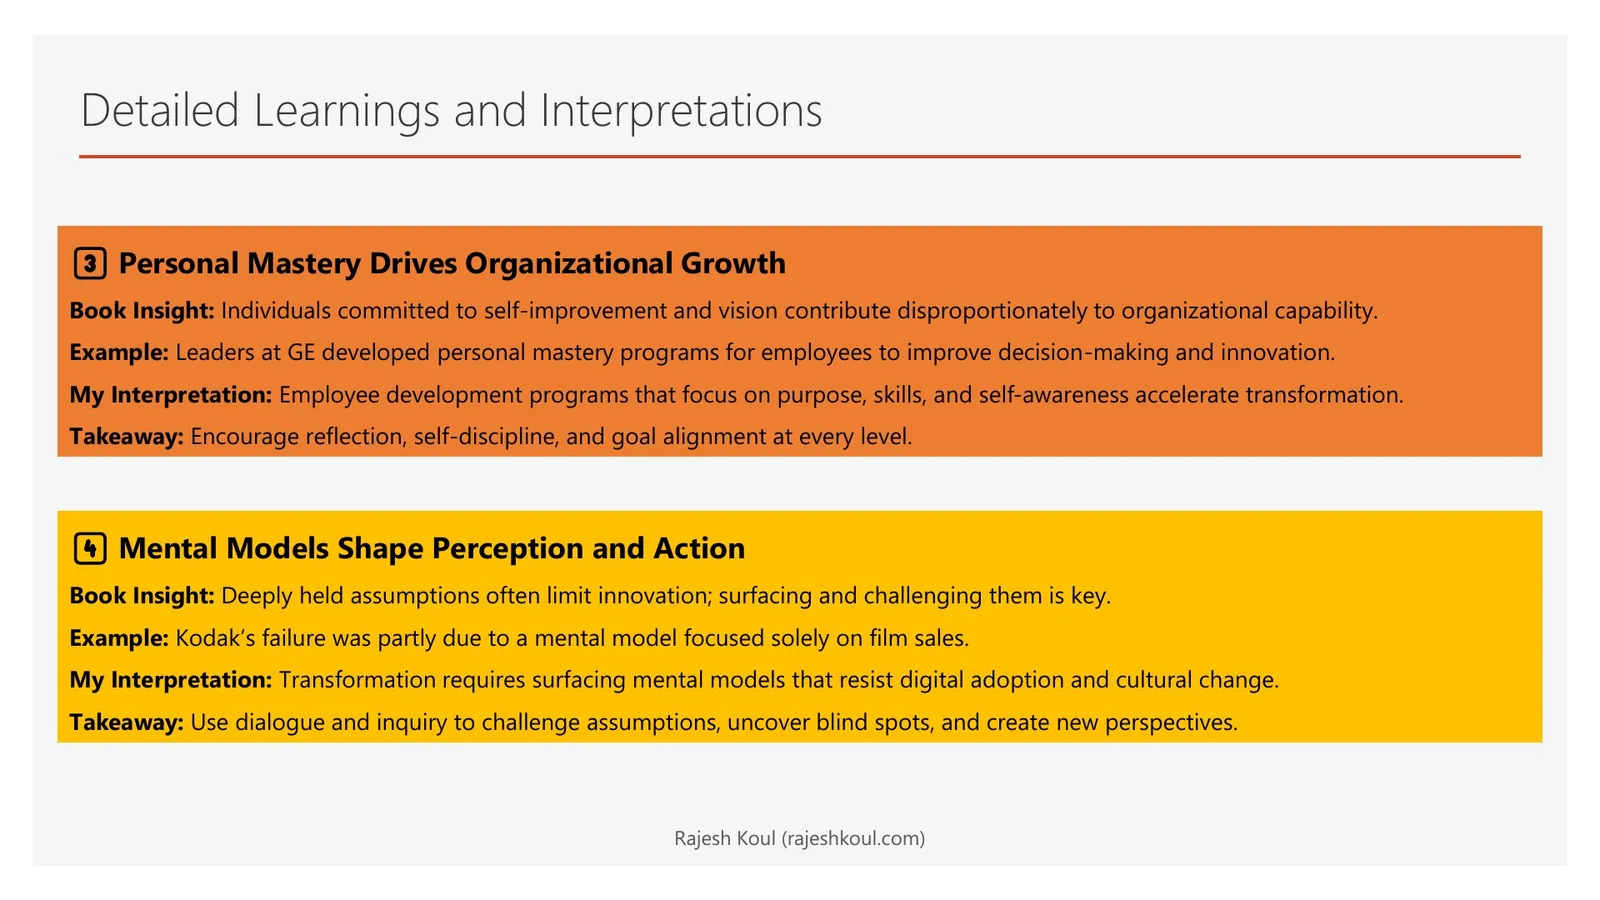 Detailed Learnings and Interpretations
3 Personal Mastery Drives Organizational Growth
Book Insight: Individuals committed to self-improvement and vision contribute disproportionately to organizational capability.
Example: Leaders at GE developed personal mastery programs for employees to improve decision-making and innovation.
My Interpretation: Employee development programs that focus on purpose, skills, and self-awareness accelerate transformation.
Takeaway: Encourage reflection, self-discipline, and goal alignment at every level.
4 Mental Models Shape Perception and Action
Book Insight: Deeply held assumptions often limit innovation; surfacing and challenging them is key.
Example: Kodak’s failure was partly due to a mental model focused solely on film sales.
My Interpretation: Transformation requires surfacing mental models that resist digital adoption and cultural change.
Takeaway: Use dialogue and inquiry to challenge assumptions, uncover blind spots, and create new perspectives.
Rajesh Koul (rajeshkoul.com)